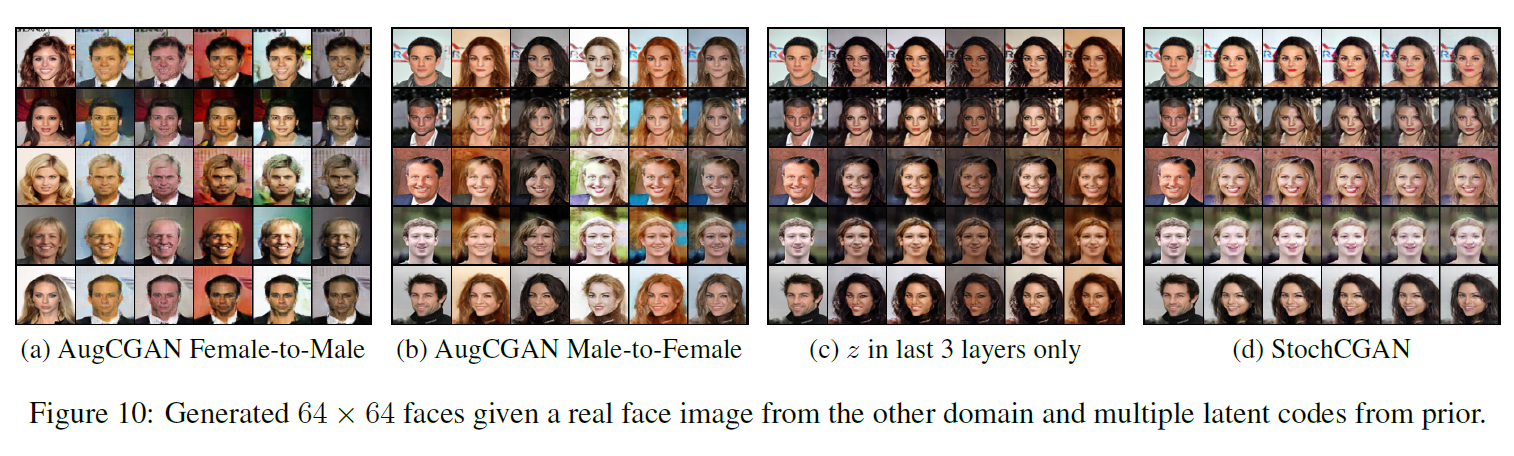 (a) AugCGAN Female-to-Male
(b) AugCGAN Male-to-Female
(c) z in last 3 layers only
(d) StochCGAN
Figure 10: Generated 64 × 64 faces given a real face image from the other domain and multiple latent codes from prior.